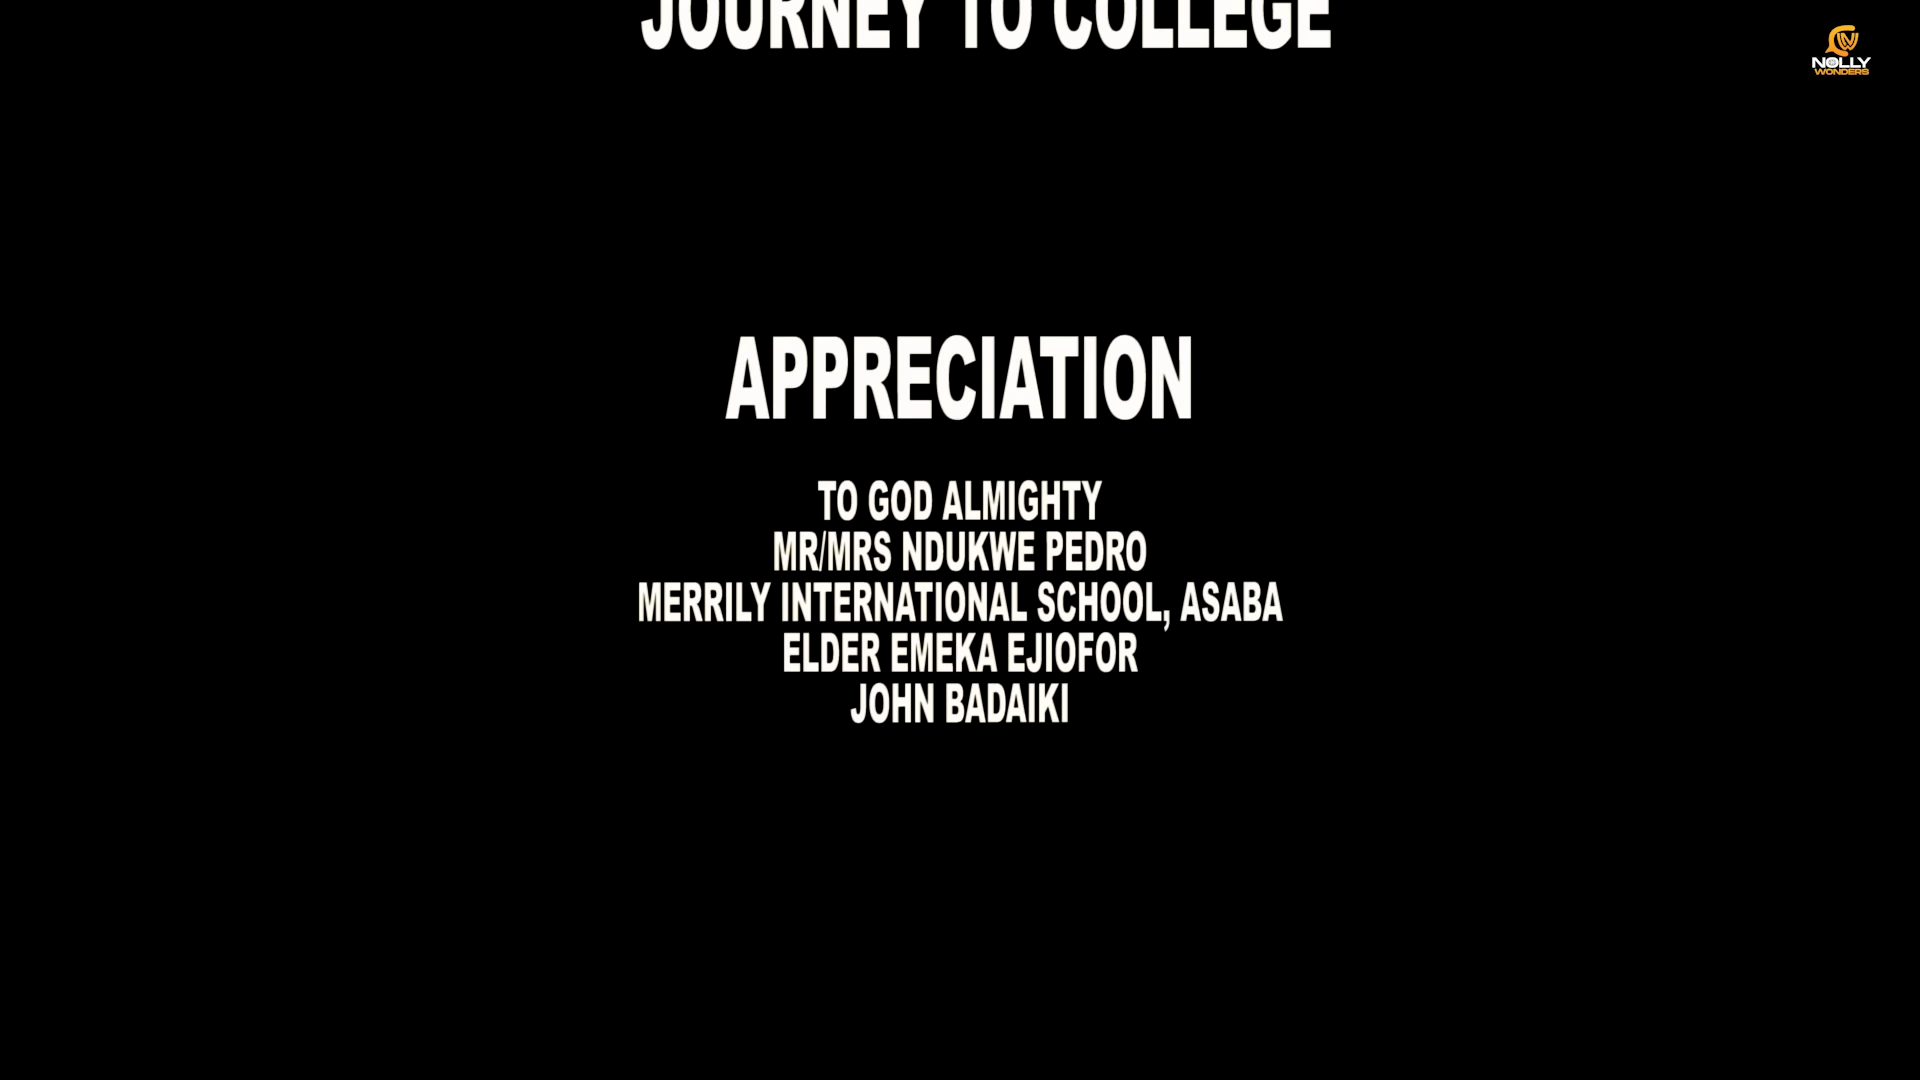 JOURNEY TO COLLEGE
NOLLY
WONDERS
APPRECIATION
TO GOD ALMIGHTY
MR/MRS NDUKWE PEDRO
MERRILY INTERNATIONAL SCHOOL, ASABA
ELDER EMEKA EJIOFOR
JOHN BADAIKI